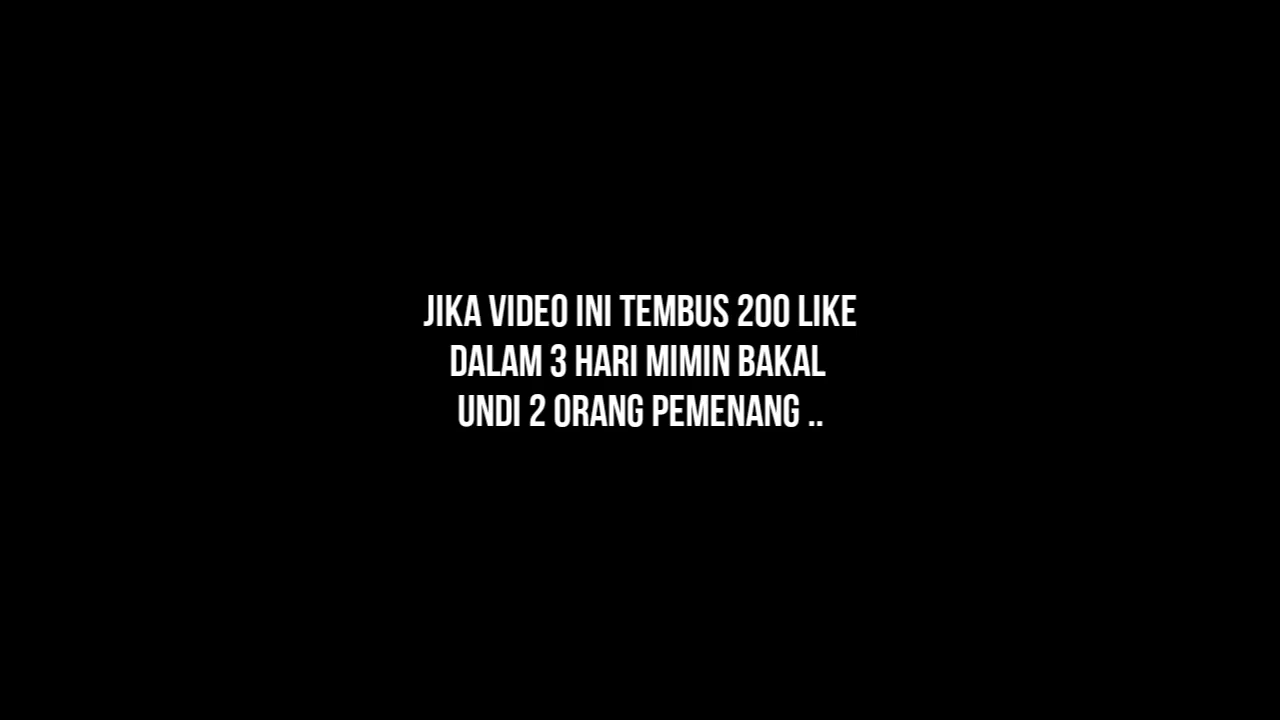 JIKA VIDEO INI TEMBUS 200 LIKE
DALAM 3 HARI MIMIN BAKAL
UNDI 2 ORANG PEMENANG ..